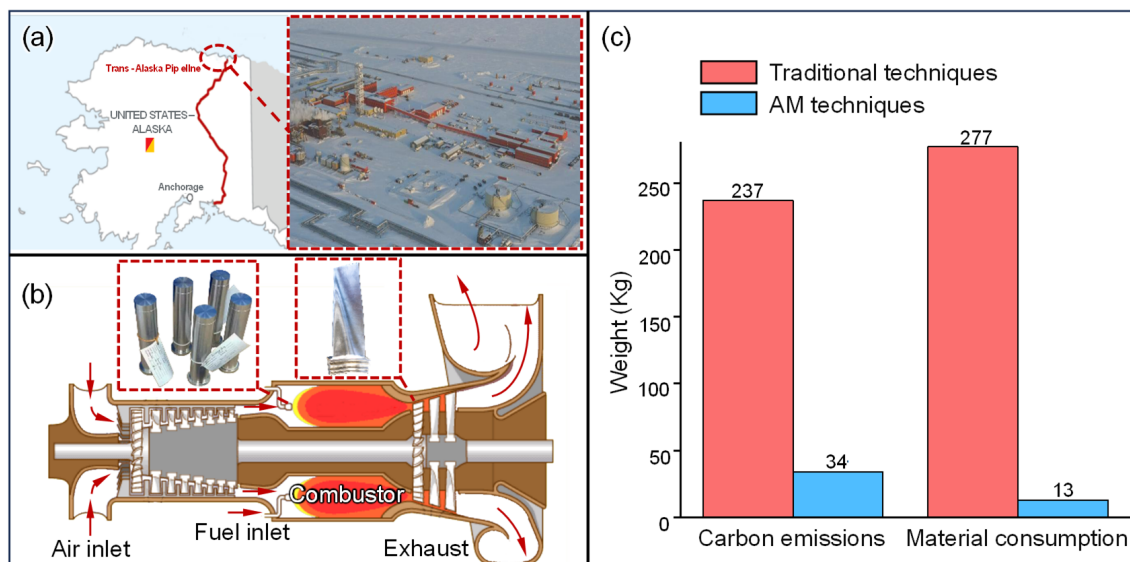 (a)
Trans-Alaska Pip ellne
UNITED STATES–
ALASKA
Anchorage
(b)
Combustor
Fuel inlet
Air inlet
Exhaust
(c)
Traditional techniques
AM techniques
Weight (Kg)
250
200
150
100
50
0
237
34
277
13
Carbon emissions
Material consumption